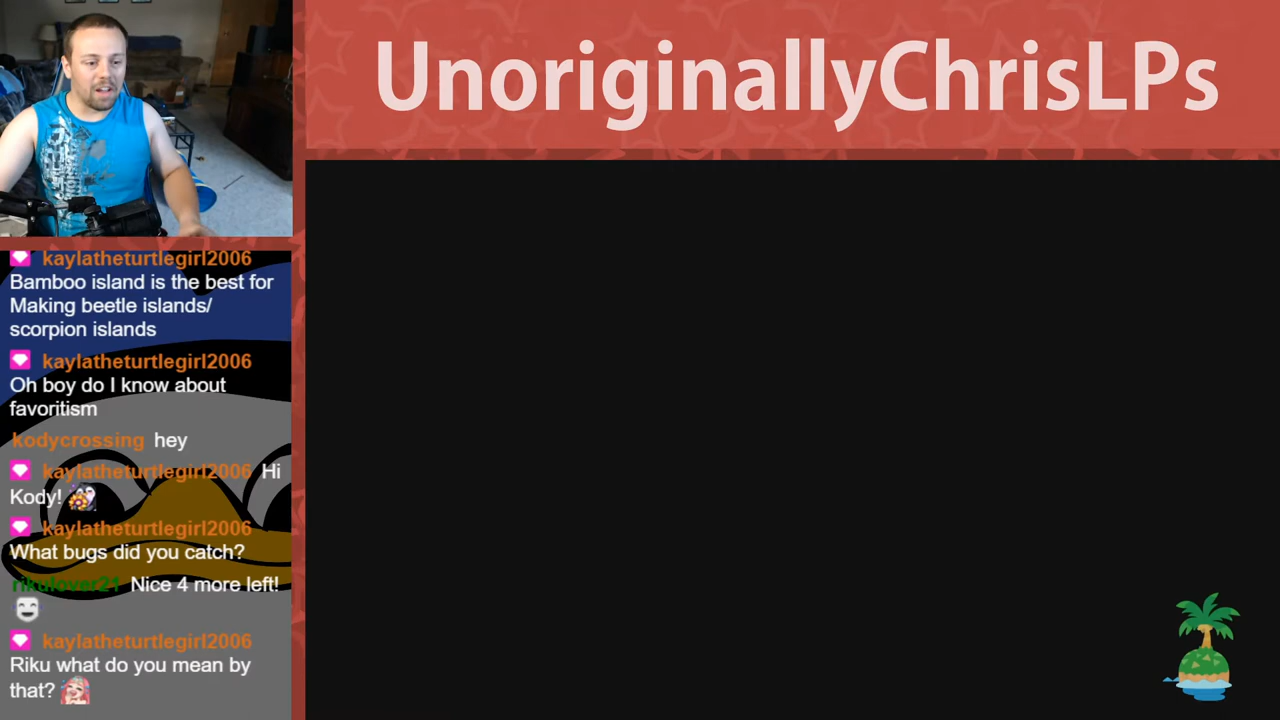 UnoriginallyChrisLPs
kaylatheturtlegirl2006
Bamboo island is the best for
Making beetle islands/
scorpion islands
kaylatheturtlegirl2006
Oh boy do I know about
favoritism
kodycrossing hey
kaylatheturtlegirl2006 Hi
Kody!
kaylatheturtlegirl2006
What bugs did you catch?
rikulover21 Nice 4 more left!
kaylatheturtlegirl2006
Riku what do you mean by
that?